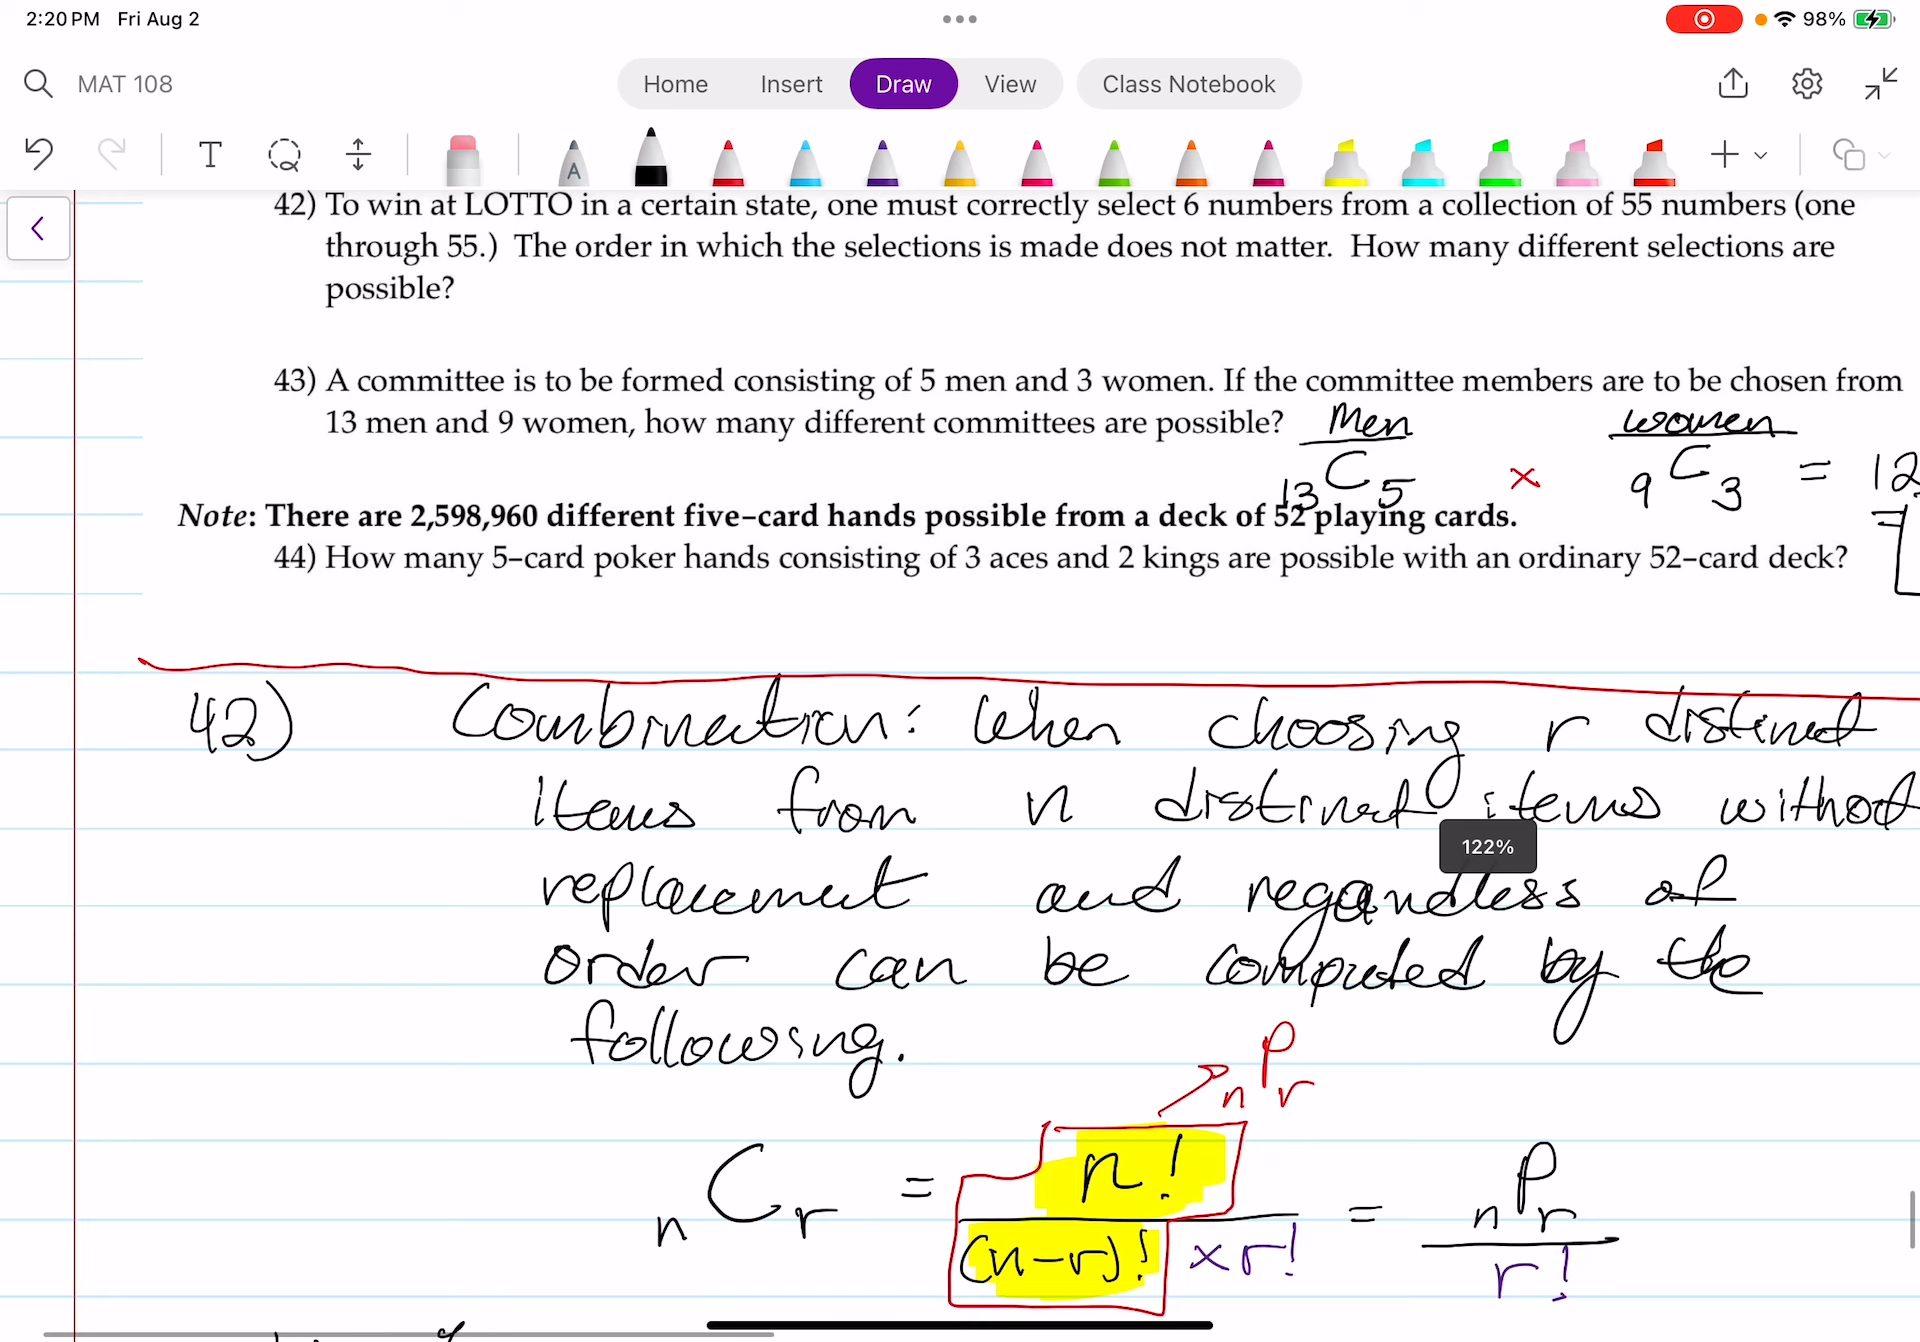 2:20 PM Fri Aug 2
98%
MAT 108
Home Insert Draw View Class Notebook
T
A
42) To win at LOTTO in a certain state, one must correctly select 6 numbers from a collection of 55 numbers (one
through 55.) The order in which the selections is made does not matter. How many different selections are
possible?
43) A committee is to be formed consisting of 5 men and 3 women. If the committee members are to be chosen from
13 men and 9 women, how many different committees are possible? Men women
13 C 5 × 9 C 3 = 12
=
Note: There are 2,598,960 different five-card hands possible from a deck of 52 playing cards.
44) How many 5-card poker hands consisting of 3 aces and 2 kings are possible with an ordinary 52-card deck?
42) Combination: When choosing r distinct
items from n distinct items without
122%
replacement and regardless of
order can be computed by the
following.
n P r
n C r = n! / (n-r)! × r! = n P r / r!